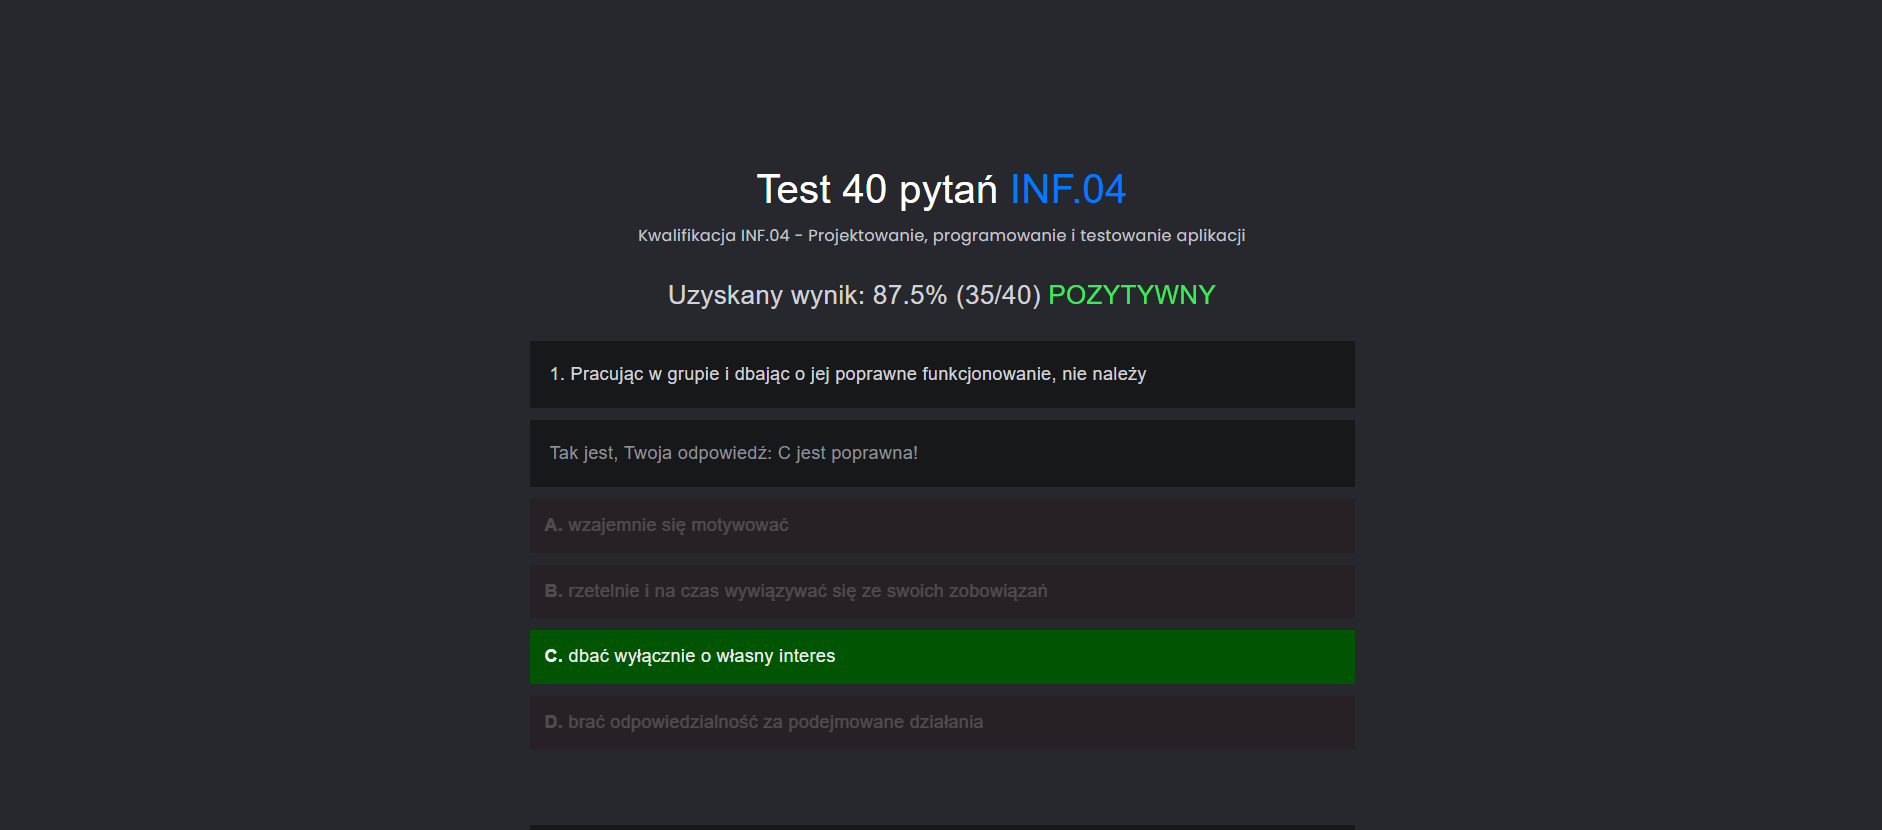 Test 40 pytań INF.04
Kwalifikacja INF.04 - Projektowanie, programowanie i testowanie aplikacji
Uzyskany wynik: 87.5% (35/40) POZYTYWNY
1. Pracując w grupie i dbając o jej poprawne funkcjonowanie, nie należy
Tak jest, Twoja odpowiedź: C jest poprawna!
A. wzajemnie się motywować
B. rzetelnie i na czas wywiązywać się ze swoich zobowiązań
C. dbać wyłącznie o własny interes
D. brać odpowiedzialność za podejmowane działania